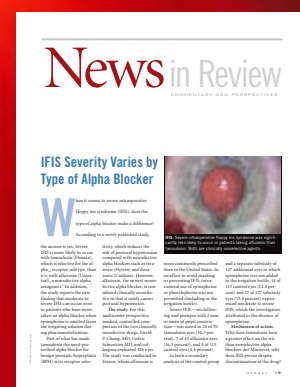 News in Review
COMMENTARY AND PERSPECTIVES
IFIS Severity Varies by
Type of Alpha Blocker
When it comes to severe intraoperative
floppy iris syndrome (IFIS), does the
type of alpha blocker make a difference?
According to a newly published study,
the answer is yes: Severe
IFIS is more likely to occur
with tamsulosin (Flomax),
which is selective for the al-
receptor subtype, than
it is with alfuzosin (Uroxa-
tral), a nonselective alpha
antagonist. In addition,
the study reports the new
finding that moderate to
severe IFIS can occur even
in patients who have never
taken an alpha blocker when
epinephrine is omitted from
the irrigating solution dur-
ing phacoemulsification.
Part of what has made
tamsulosin the most pre-
scribed alpha blocker for
benign prostatic hyperplasia
(BPH) is its receptor selec-
tivity, which reduces the
risk of postural hypotension
compared with nonselective
alpha blockers such as tera-
zosin (Hytrin) and doxa-
zosin (Cardura). However,
alfuzosin, the newest nonse-
lective alpha blocker, is con-
sidered clinically uroselec-
tive in that it rarely causes
postural hypotension.
The study. For this
multicenter prospective,
masked, controlled com-
parison of the two clinically
uroselective drugs, David
F. Chang, MD, Cedric
Schweitzer MD, and col-
leagues evaluated 226 eyes.
The study was conducted in
France, where alfuzosin is
IFIS. Severe intraoperative floppy iris syndrome was signifi-
cantly less likely to occur in patients taking alfuzosin than
tamsulosin. Both are clinically uroselective agents.
more commonly prescribed
than in the United States. In
an effort to avoid masking
or preventing IFIS, intra-
cameral use of epinephrine
or phenylephrine was not
permitted (including in the
irrigation bottle).
Severe IFIS—iris billow-
ing and prolapse with 2 mm
or more of pupil constric-
tion—was noted in 24 of 70
tamsulosin eyes (34.3 per-
cent), 7 of 43 alfuzosin eyes
(16.3 percent), and 5 of 113
control eyes (4.4 percent).
In both a secondary
analysis of the control group
and a separate substudy of
127 additional eyes in which
epinephrine was not added
to the irrigation bottle, 14 of
113 control eyes (12.4 per-
cent) and 17 of 127 substudy
eyes (13.4 percent) experi-
enced moderate to severe
IFIS, which the investigators
attributed to the absence of
epinephrine
Mechanism of action.
Why does tamsulosin have
a greater effect on the iris
than nonselective alpha
blockers do? Moreover, why
does IFIS persist despite
discontinuation of the drug?
EYENET